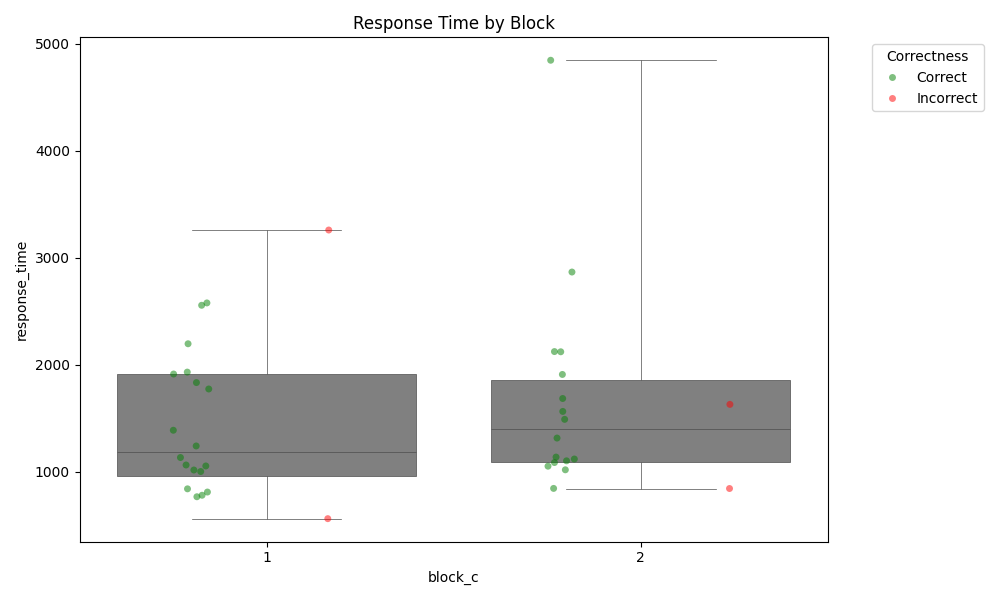 Response Time by Block
Correctness
Correct
Incorrect
response_time
5000
4000
3000
2000
1000
1
2
block_c